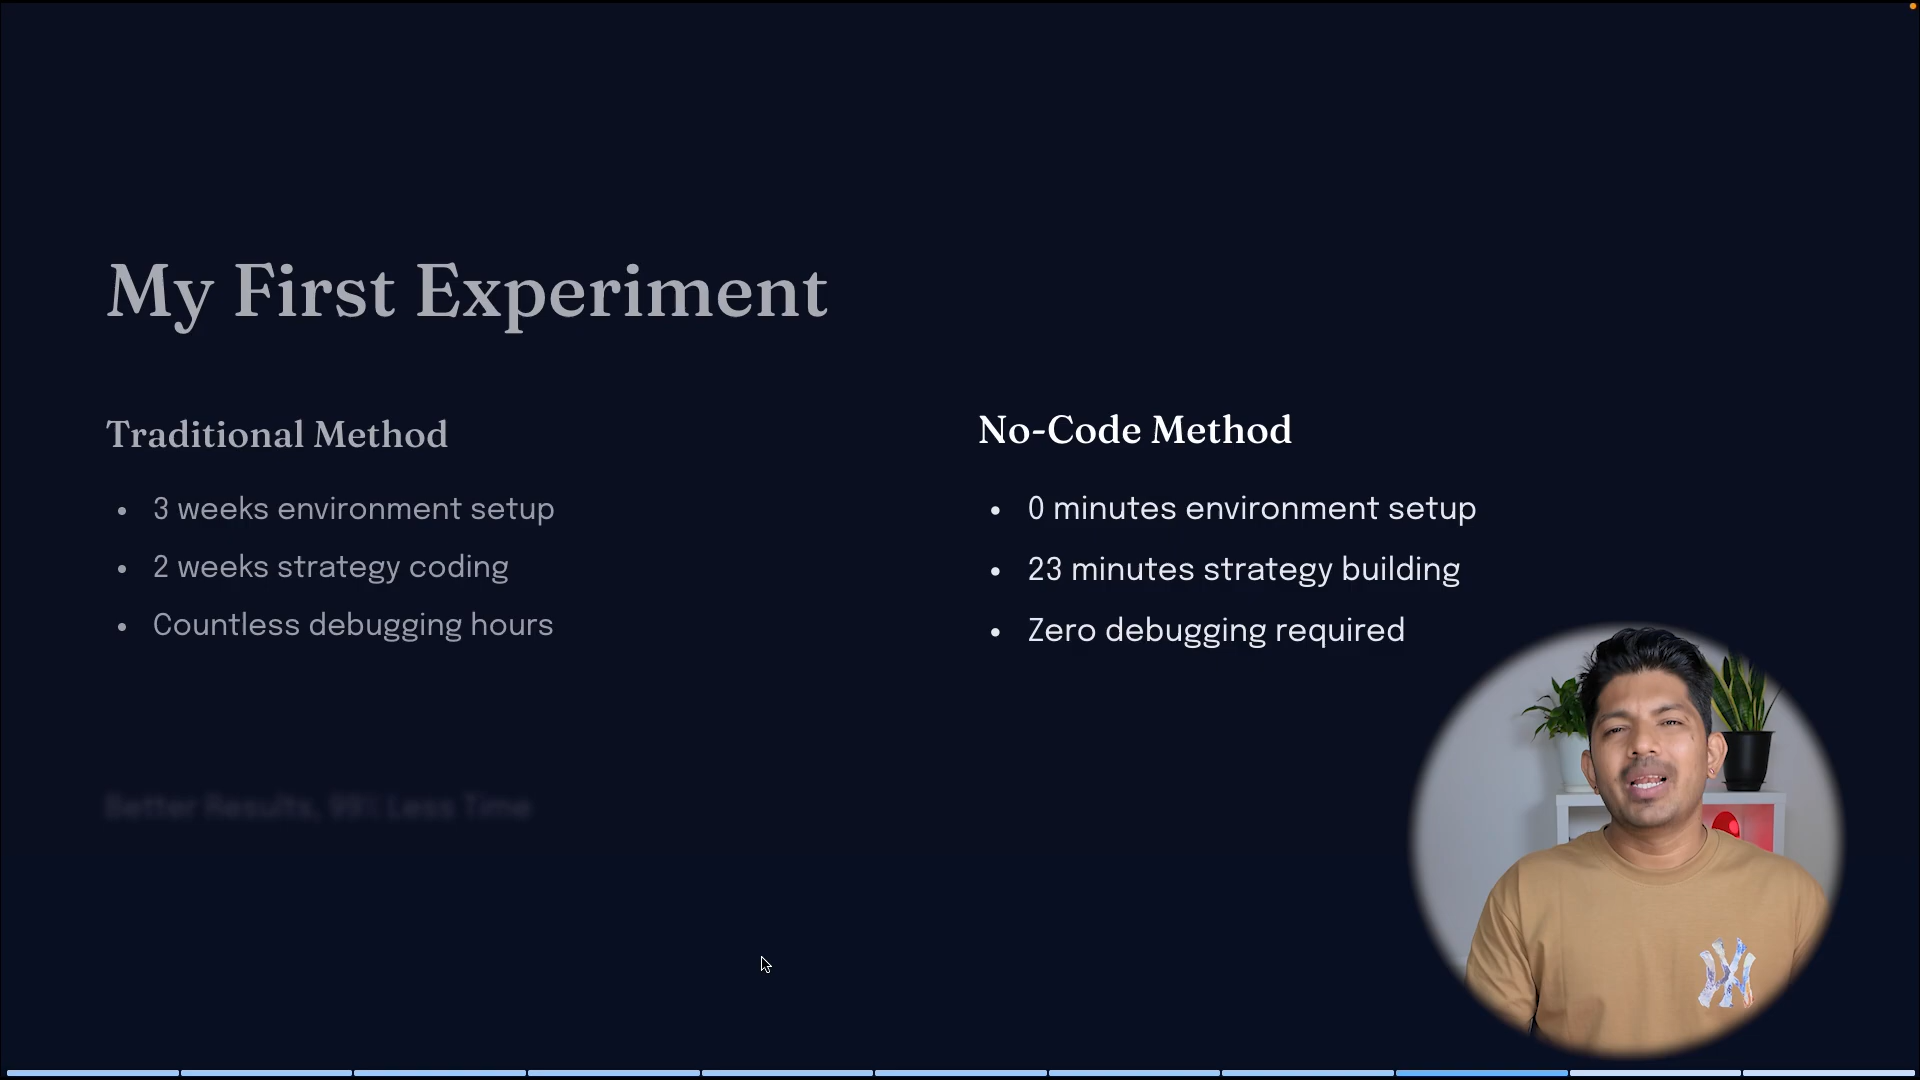 My First Experiment
Traditional Method
• 3 weeks environment setup
• 2 weeks strategy coding
• Countless debugging hours
No-Code Method
• 0 minutes environment setup
• 23 minutes strategy building
• Zero debugging required
Better Results, 99% Less Time
NY